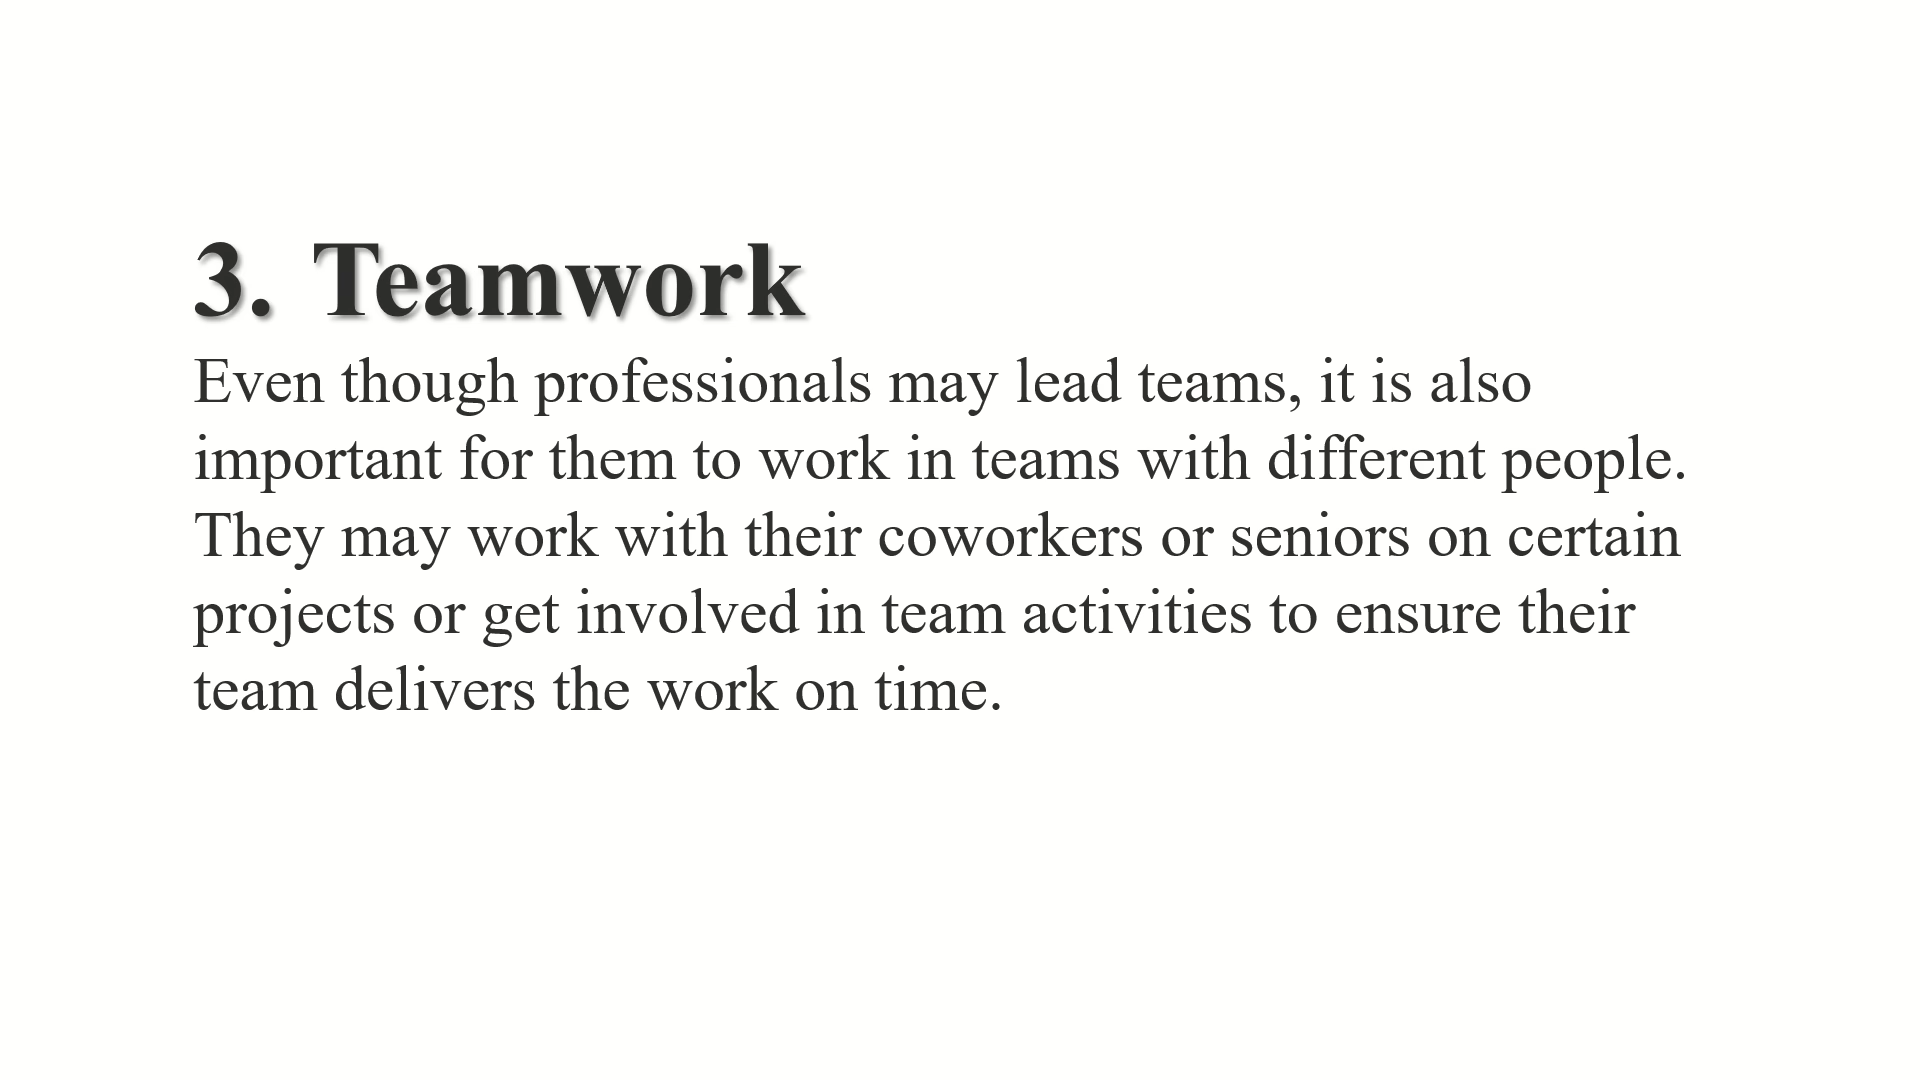 3. Teamwork
Even though professionals may lead teams, it is also
important for them to work in teams with different people.
They may work with their coworkers or seniors on certain
projects or get involved in team activities to ensure their
team delivers the work on time.